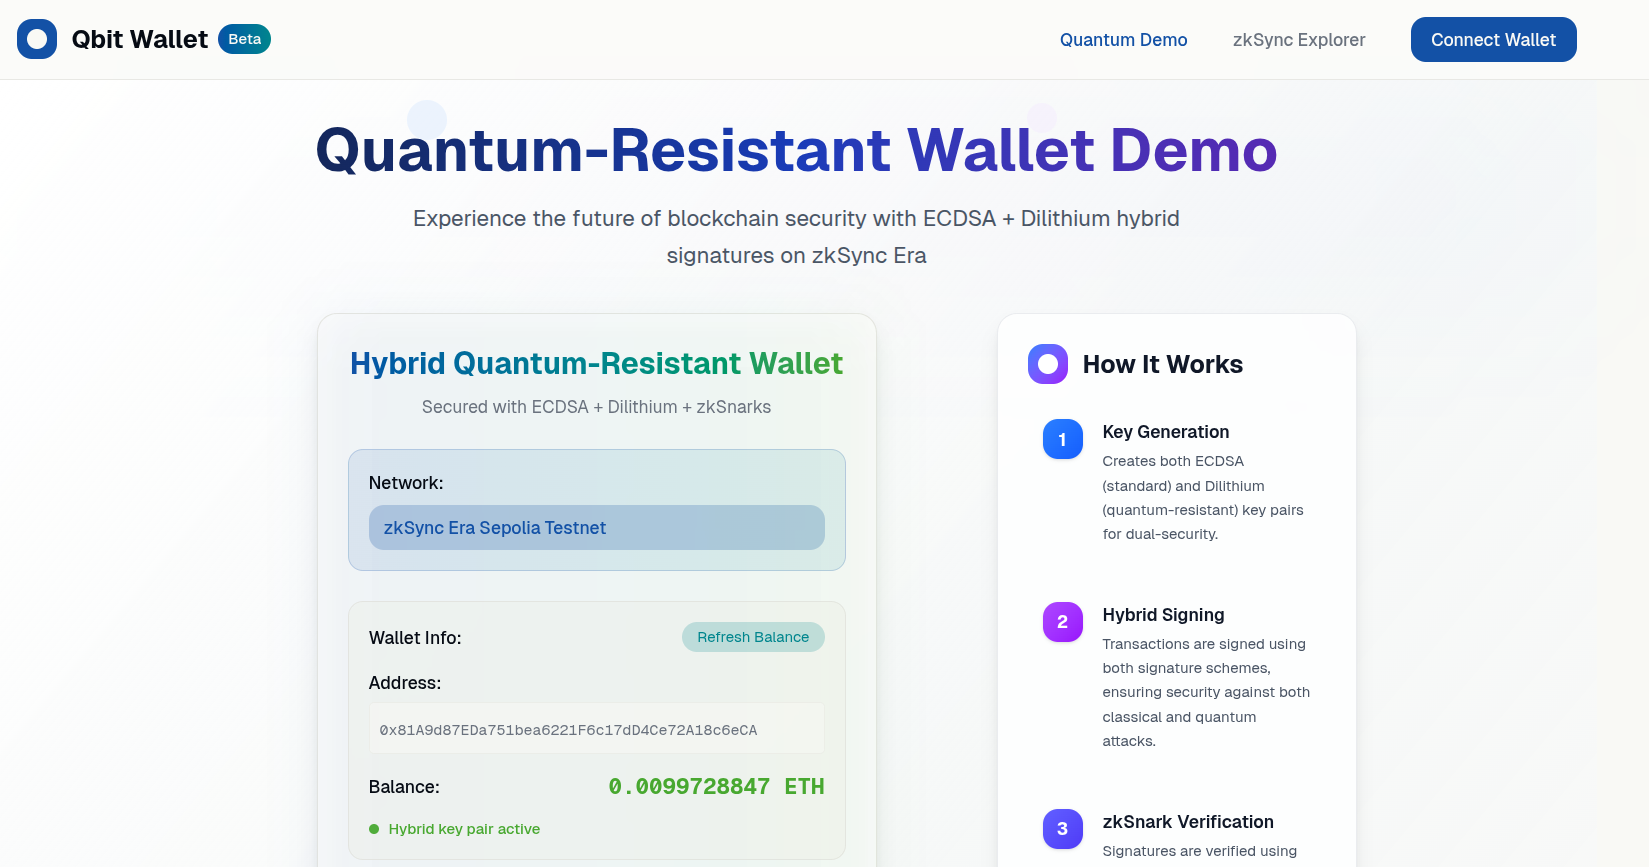 Qbit Wallet
Beta
Quantum Demo
zkSync Explorer
Connect Wallet
Quantum-Resistant Wallet Demo
Experience the future of blockchain security with ECDSA + Dilithium hybrid
signatures on zkSync Era
Hybrid Quantum-Resistant Wallet
Secured with ECDSA + Dilithium + zkSnarks
Network:
zkSync Era Sepolia Testnet
Wallet Info:
Refresh Balance
Address:
0x81A9d87EDa751bea6221F6c17dD4Ce72A18c6eCA
Balance:
0.0099728847 ETH
Hybrid key pair active
How It Works
1
Key Generation
Creates both ECDSA
(standard) and Dilithium
(quantum-resistant) key pairs
for dual-security.
2
Hybrid Signing
Transactions are signed using
both signature schemes,
ensuring security against both
classical and quantum
attacks.
3
zkSnark Verification
Signatures are verified using